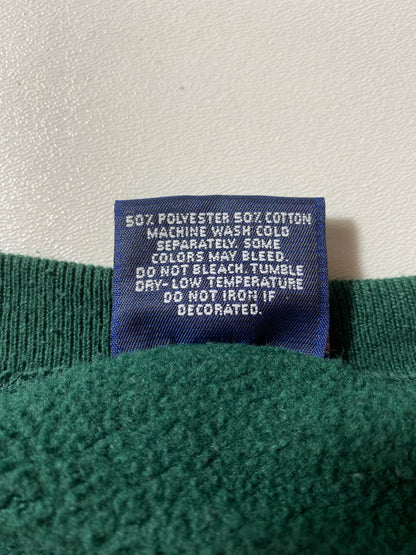 50% POLYESTER 50% COTTON
MACHINE WASH COLD
SEPARATELY. SOME
COLORS MAY BLEED.
DO NOT BLEACH. TUMBLE
DRY-LOW TEMPERATURE
DO NOT IRON IF
DECORATED.